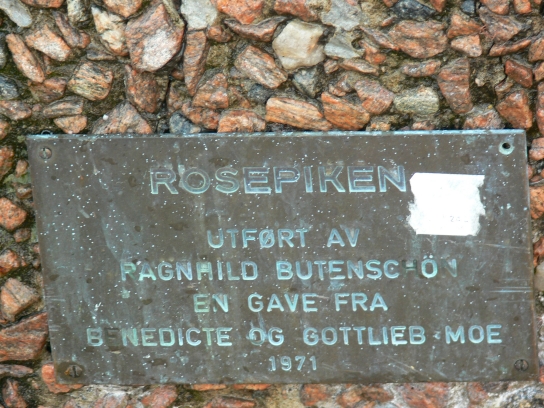 ROSEPIKEN
UTFØRT AV
RAGNHILD BUTENSCHÖN
EN GAVE FRA
BENEDICTE OG GOTTLIEB MOE
1971